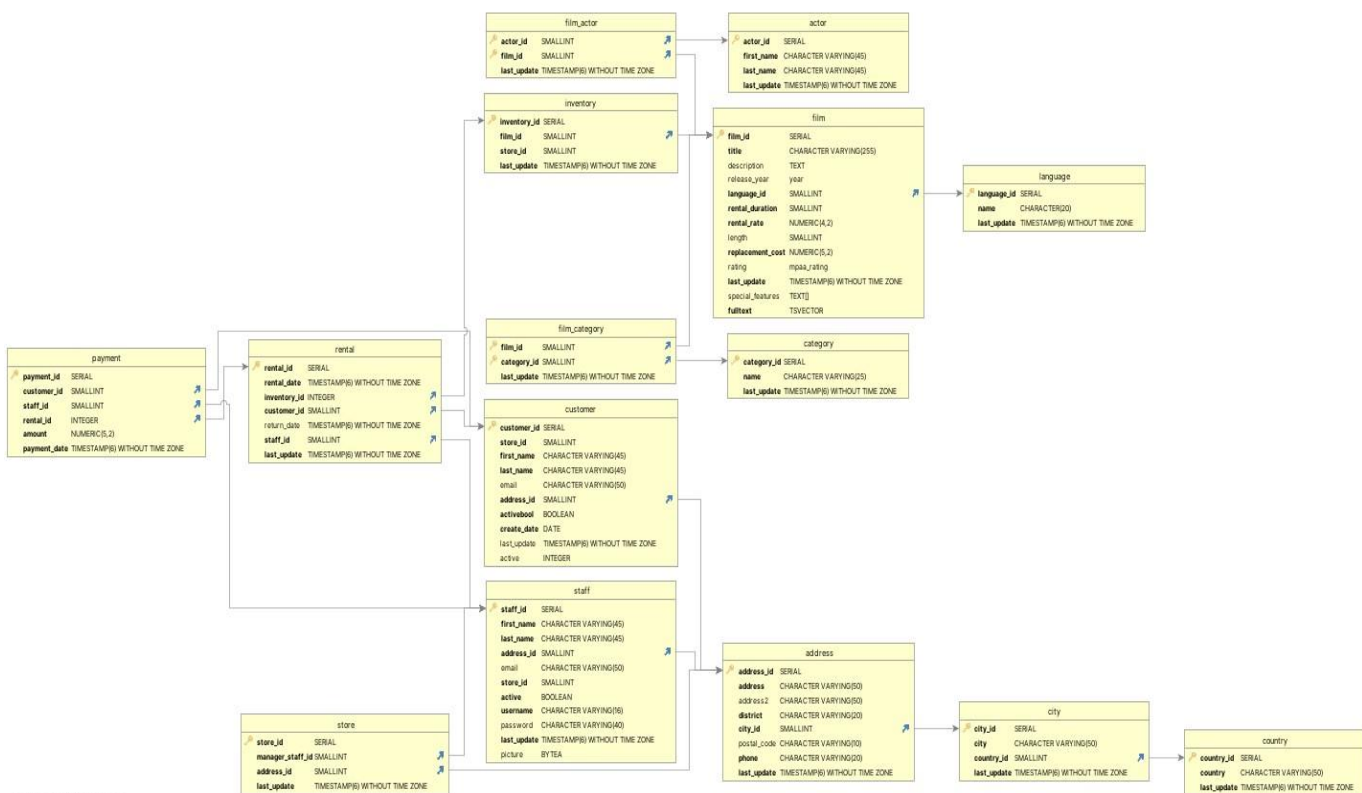 film_actor
actor_id SMALLINT
film_id SMALLINT
last_update TIMESTAMP(6) WITHOUT TIME ZONE
actor
actor_id SERIAL
first_name CHARACTER VARYING(45)
last_name CHARACTER VARYING(45)
last_update TIMESTAMP(6) WITHOUT TIME ZONE
inventory
inventory_id SERIAL
film_id SMALLINT
store_id SMALLINT
last_update TIMESTAMP(6) WITHOUT TIME ZONE
film
film_id SERIAL
title CHARACTER VARYING(255)
description TEXT
release_year year
language_id SMALLINT
rental_duration SMALLINT
rental_rate NUMERIC(4,2)
length SMALLINT
replacement_cost NUMERIC(5,2)
rating mpaa_rating
last_update TIMESTAMP(6) WITHOUT TIME ZONE
special_features TEXT[]
fulltext TSVECTOR
language
language_id SERIAL
name CHARACTER(20)
last_update TIMESTAMP(6) WITHOUT TIME ZONE
film_category
film_id SMALLINT
category_id SMALLINT
last_update TIMESTAMP(6) WITHOUT TIME ZONE
category
category_id SERIAL
name CHARACTER VARYING(25)
last_update TIMESTAMP(6) WITHOUT TIME ZONE
payment
payment_id SERIAL
customer_id SMALLINT
staff_id SMALLINT
rental_id INTEGER
amount NUMERIC(5,2)
payment_date TIMESTAMP(6) WITHOUT TIME ZONE
rental
rental_id SERIAL
rental_date TIMESTAMP(6) WITHOUT TIME ZONE
inventory_id INTEGER
customer_id SMALLINT
return_date TIMESTAMP(6) WITHOUT TIME ZONE
staff_id SMALLINT
last_update TIMESTAMP(6) WITHOUT TIME ZONE
customer
customer_id SERIAL
store_id SMALLINT
first_name CHARACTER VARYING(45)
last_name CHARACTER VARYING(45)
email CHARACTER VARYING(50)
address_id SMALLINT
activebool BOOLEAN
create_date DATE
last_update TIMESTAMP(6) WITHOUT TIME ZONE
active INTEGER
staff
staff_id SERIAL
first_name CHARACTER VARYING(45)
last_name CHARACTER VARYING(45)
address_id SMALLINT
email CHARACTER VARYING(50)
store_id SMALLINT
active BOOLEAN
username CHARACTER VARYING(16)
password CHARACTER VARYING(40)
last_update TIMESTAMP(6) WITHOUT TIME ZONE
picture BYTEA
store
store_id SERIAL
manager_staff_id SMALLINT
address_id SMALLINT
last_update TIMESTAMP(6) WITHOUT TIME ZONE
address
address_id SERIAL
address CHARACTER VARYING(50)
address2 CHARACTER VARYING(50)
district CHARACTER VARYING(20)
city_id SMALLINT
postal_code CHARACTER VARYING(10)
phone CHARACTER VARYING(20)
last_update TIMESTAMP(6) WITHOUT TIME ZONE
city
city_id SERIAL
city CHARACTER VARYING(50)
country_id SMALLINT
last_update TIMESTAMP(6) WITHOUT TIME ZONE
country
country_id SERIAL
country CHARACTER VARYING(50)
last_update TIMESTAMP(6) WITHOUT TIME ZONE